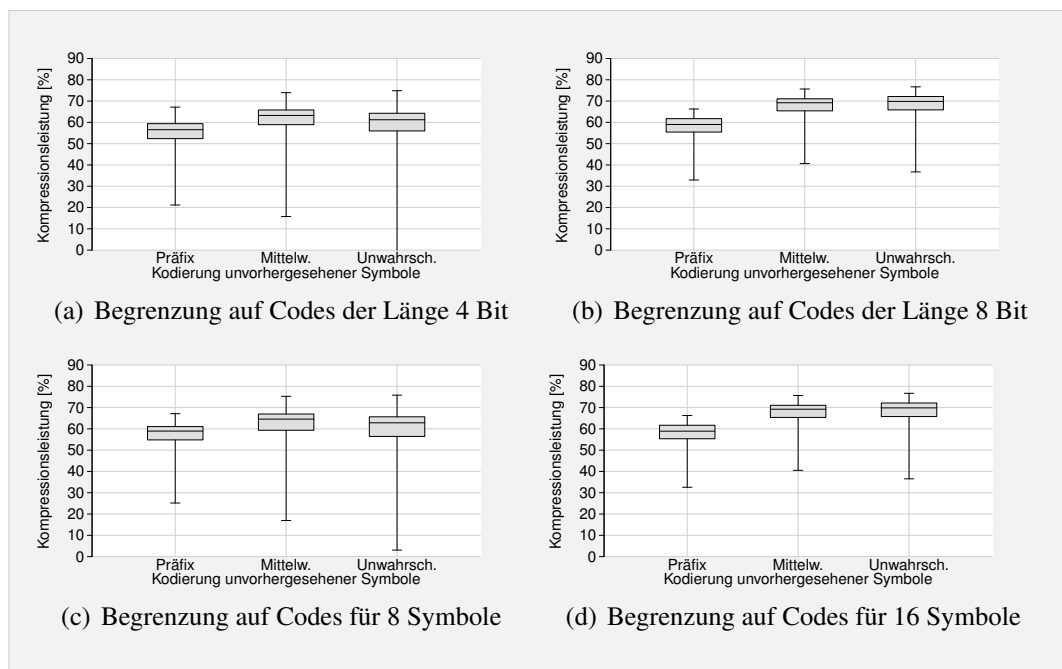 Kompressionsleistung [%]
90
80
70
60
50
40
30
20
10
0
Präfix Mittelw. Unwahrsch.
Kodierung unvorhergesehener Symbole
(a) Begrenzung auf Codes der Länge 4 Bit
Kompressionsleistung [%]
90
80
70
60
50
40
30
20
10
0
Präfix Mittelw. Unwahrsch.
Kodierung unvorhergesehener Symbole
(b) Begrenzung auf Codes der Länge 8 Bit
Kompressionsleistung [%]
90
80
70
60
50
40
30
20
10
0
Präfix Mittelw. Unwahrsch.
Kodierung unvorhergesehener Symbole
(c) Begrenzung auf Codes für 8 Symbole
Kompressionsleistung [%]
90
80
70
60
50
40
30
20
10
0
Präfix Mittelw. Unwahrsch.
Kodierung unvorhergesehener Symbole
(d) Begrenzung auf Codes für 16 Symbole